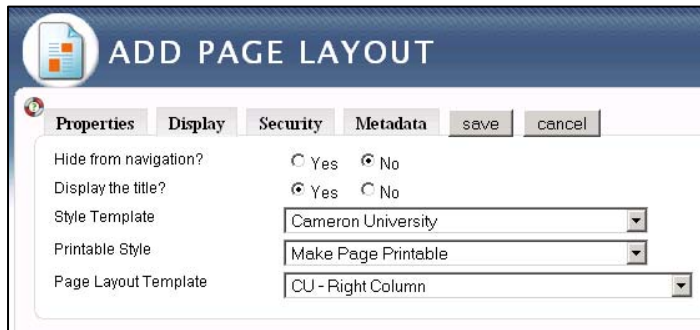 ADD PAGE LAYOUT
Properties Display Security Metadata save cancel
Hide from navigation? Yes No
Display the title? Yes No
Style Template Cameron University
Printable Style Make Page Printable
Page Layout Template CU - Right Column